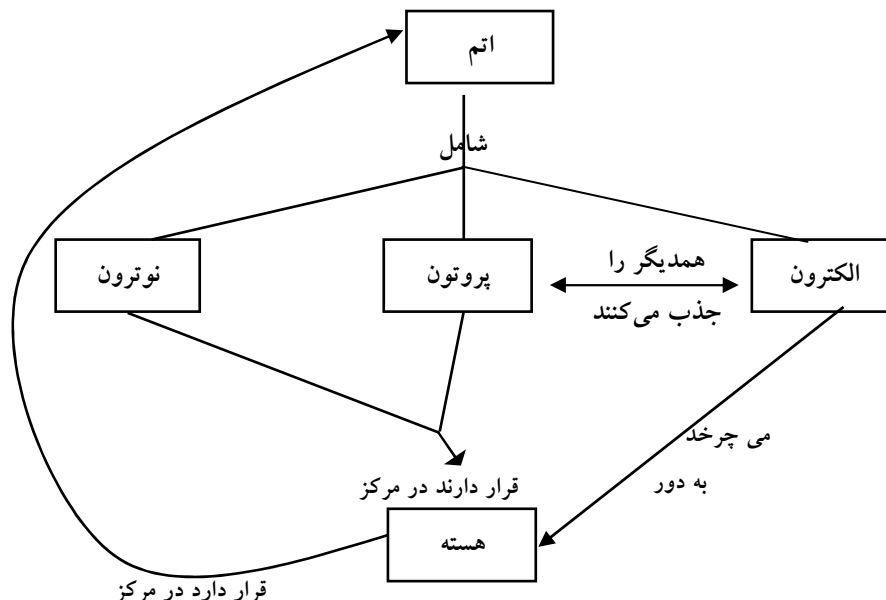 اتم
شامل
الکترون
همدیگر را
جذب می‌کنند
پروتون
نوترون
می چرخد
به دور
قرار دارند در مرکز
هسته
قرار دارد در مرکز